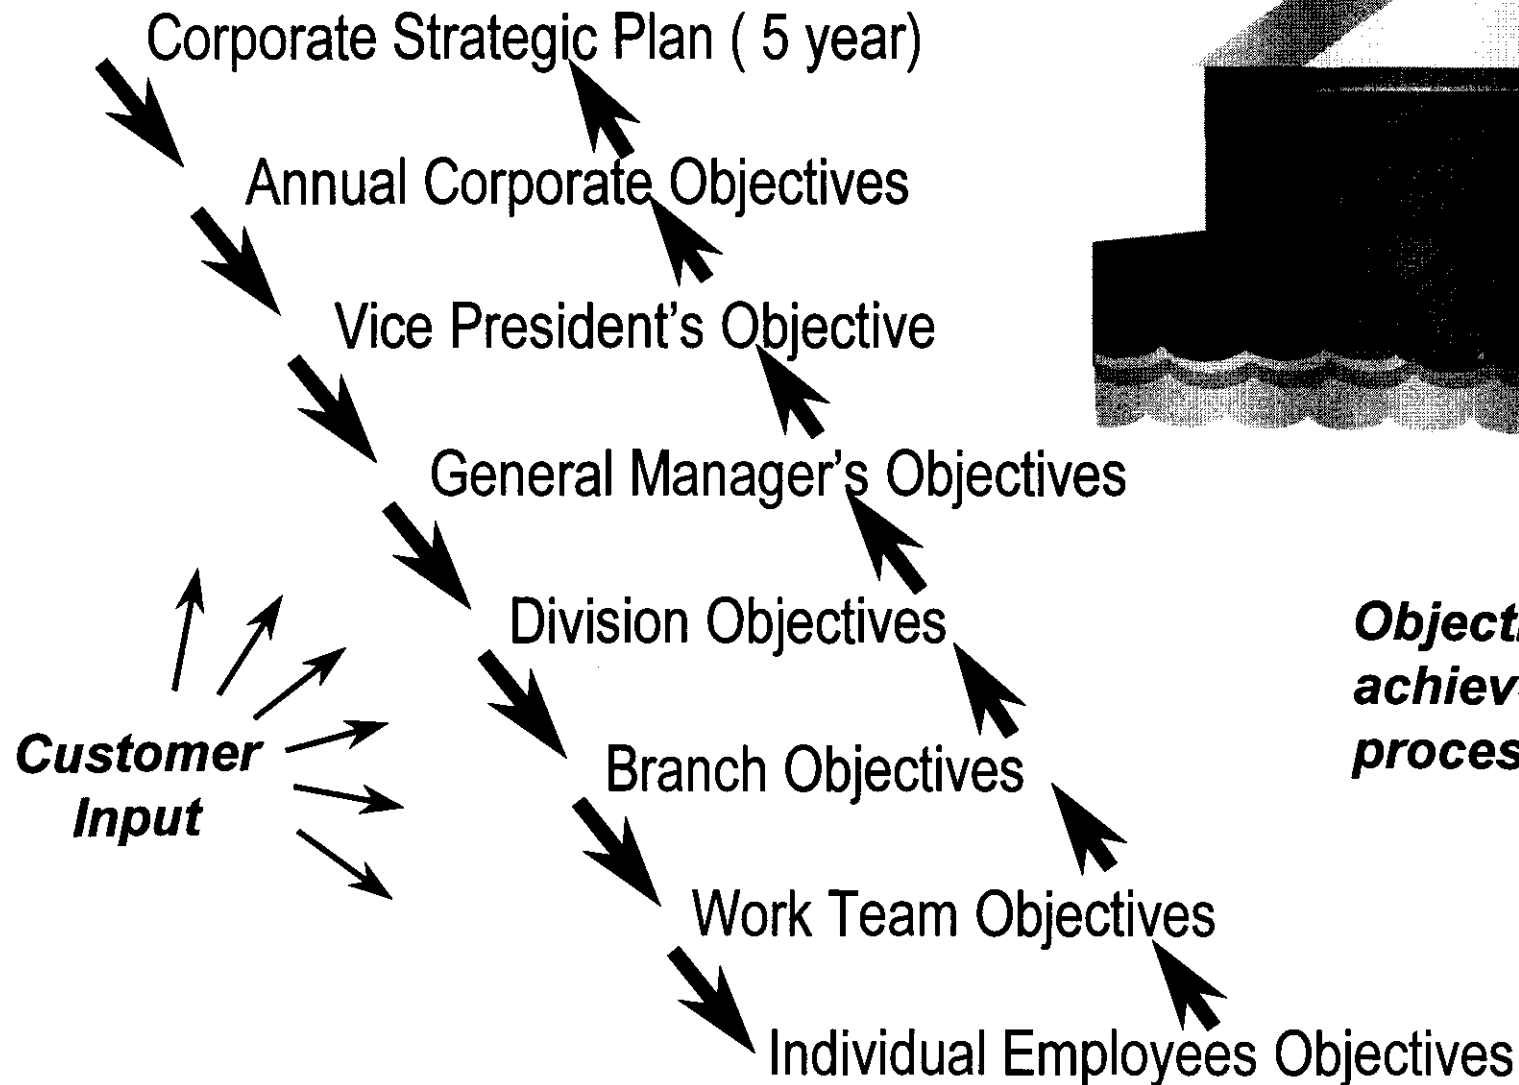 Corporate Strategic Plan ( 5 year)
Annual Corporate Objectives
Vice President's Objective
General Manager's Objectives
Division Objectives
Branch Objectives
Work Team Objectives
Individual Employees Objectives
Customer
Input